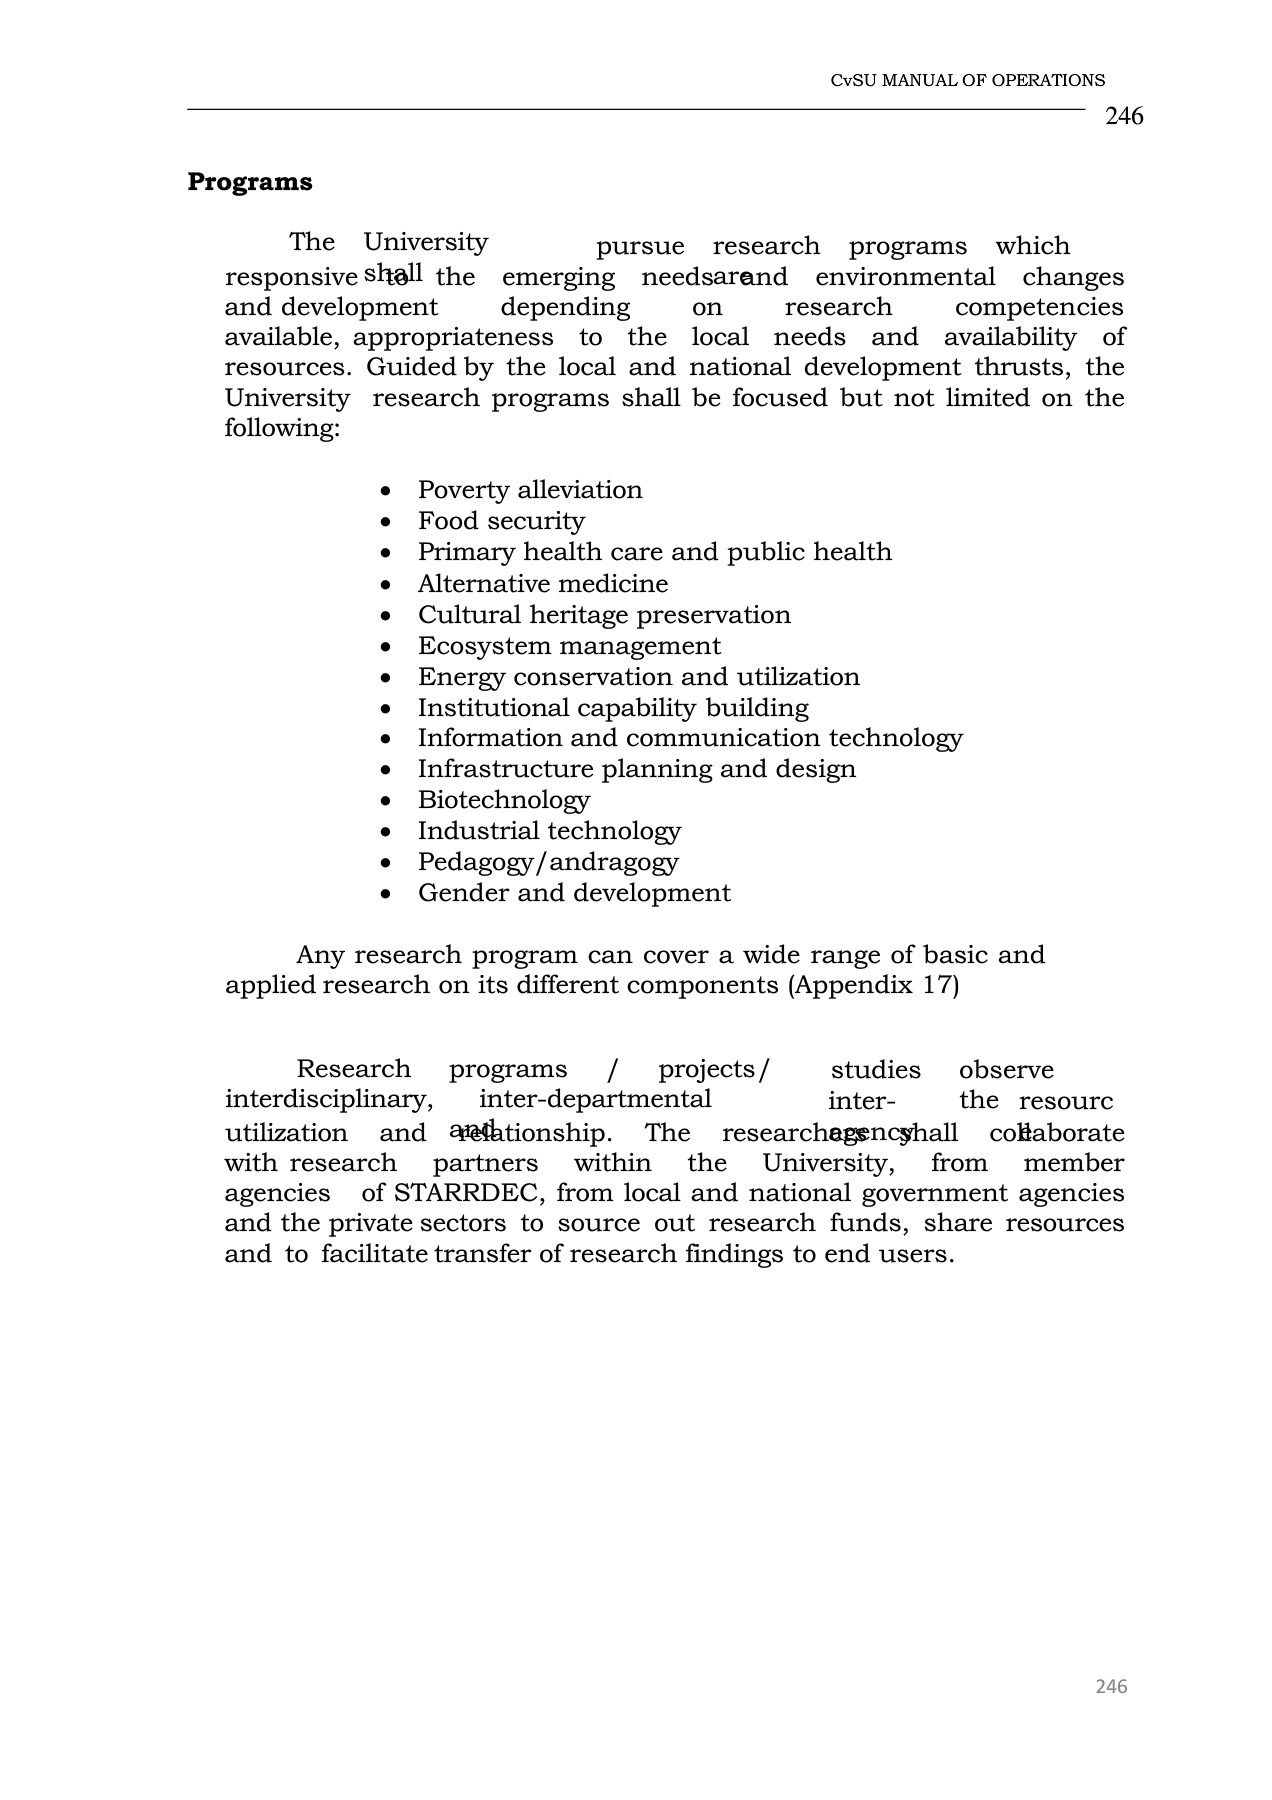 CvSU MANUAL OF OPERATIONS
246
Programs
The University shall pursue research programs which are
responsive to the emerging needs and environmental changes
and development depending on research competencies
available, appropriateness to the local needs and availability of
resources. Guided by the local and national development thrusts, the
University research programs shall be focused but not limited on the
following:
• Poverty alleviation
• Food security
• Primary health care and public health
• Alternative medicine
• Cultural heritage preservation
• Ecosystem management
• Energy conservation and utilization
• Institutional capability building
• Information and communication technology
• Infrastructure planning and design
• Biotechnology
• Industrial technology
• Pedagogy/andragogy
• Gender and development
Any research program can cover a wide range of basic and
applied research on its different components (Appendix 17)
Research programs / projects/ studies observe the
interdisciplinary, inter-departmental and inter-agency resource
utilization and relationship. The researchers shall collaborate
with research partners within the University, from member
agencies of STARRDEC, from local and national government agencies
and the private sectors to source out research funds, share resources
and to facilitate transfer of research findings to end users.
246